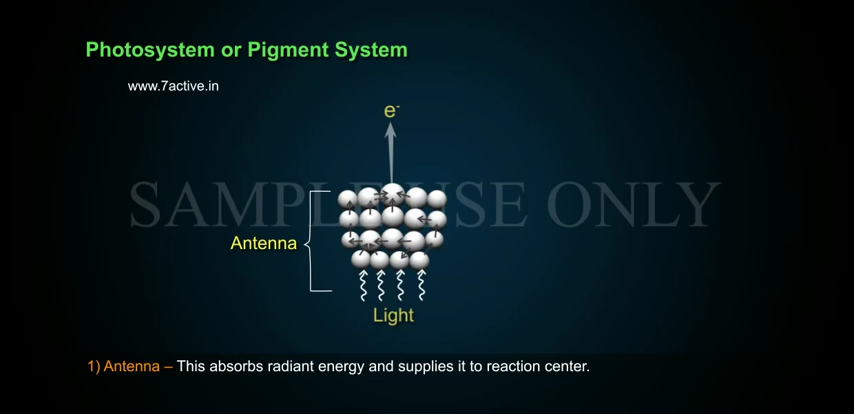 Photosystem or Pigment System
www.7active.in
e-
SAMPLE USE ONLY
Antenna
Light
1) Antenna – This absorbs radiant energy and supplies it to reaction center.